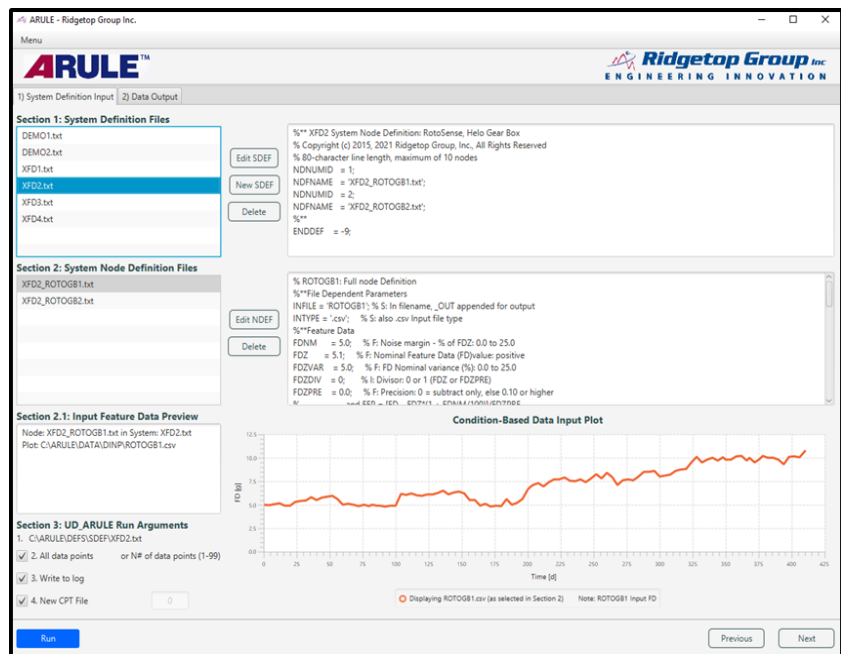 ARULE - Ridgetop Group Inc.
Menu
ARULE™
Ridgetop Group Inc
ENGINEERING INNOVATION
1) System Definition Input
2) Data Output
Section 1: System Definition Files
DEMO1.txt
DEMO2.txt
XFD1.txt
XFD2.txt
XFD3.txt
XFD4.txt
Edit SDEF
New SDEF
Delete
%** XFD2 System Node Definition: RotoSense, Helo Gear Box
% Copyright (c) 2015, 2021 Ridgetop Group, Inc., All Rights Reserved
% 80-character line length, maximum of 10 nodes
NDNUMID = 1;
NDFNAME = 'XFD2_ROTOGB1.txt';
NDNUMID = 2;
NDFNAME = 'XFD2_ROTOGB2.txt';
%**
ENDDEF = -9;
Section 2: System Node Definition Files
XFD2_ROTOGB1.txt
XFD2_ROTOGB2.txt
Edit NDEF
Delete
% ROTOGB1: Full node Definition
%**File Dependent Parameters
INFILE = 'ROTOGB1'; % S: In filename, _OUT appended for output
INTYPE = '.csv'; % S: also .csv Input file type
%**Feature Data
FDNM = 5.0; % F: Noise margin - % of FDZ: 0.0 to 25.0
FDZ = 5.1; % F: Nominal Feature Data (FD)value: positive
FDZVAR = 5.0; % F: FD Nominal variance (%): 0.0 to 25.0
FDZDIV = 0; % I: Divisor: 0 or 1 (FDZ or FDZPRE)
FDZPRE = 0.0; % F: Precision: 0 = subtract only, else 0.10 or higher
Section 2.1: Input Feature Data Preview
Node: XFD2_ROTOGB1.txt in System: XFD2.txt
Plot: C:\ARULE\DATA\DINP\ROTOGB1.csv
Condition-Based Data Input Plot
12.5
10.0
7.5
5.0
2.5
0.0
FD [g]
0 25 50 75 100 125 150 175 200 225 250 275 300 325 350 375 400 425
Time [d]
Displaying ROTOGB1.csv (as selected in Section 2) Note: ROTOGB1 Input FD
Section 3: UD_ARULE Run Arguments
1. C:\ARULE\DEFS\SDEF\XFD2.txt
2. All data points or N# of data points (1-99)
3. Write to log
4. New CPT File
0
Run
Previous
Next